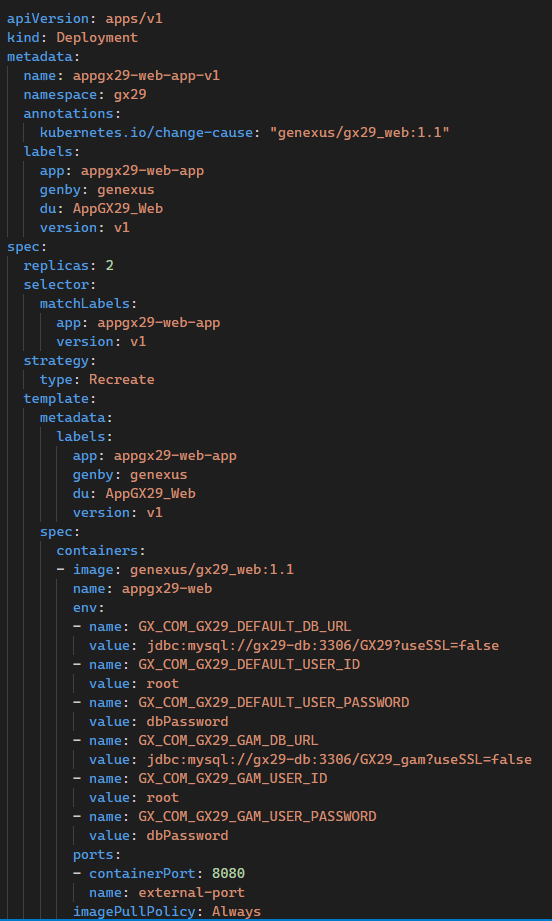 apiVersion: apps/v1
kind: Deployment
metadata:
  name: appgx29-web-app-v1
  namespace: gx29
  annotations:
    kubernetes.io/change-cause: "genexus/gx29_web:1.1"
  labels:
    app: appgx29-web-app
    genby: genexus
    du: AppGX29_Web
    version: v1
spec:
  replicas: 2
  selector:
    matchLabels:
      app: appgx29-web-app
      version: v1
  strategy:
    type: Recreate
  template:
    metadata:
      labels:
        app: appgx29-web-app
        genby: genexus
        du: AppGX29_Web
        version: v1
    spec:
      containers:
      - image: genexus/gx29_web:1.1
        name: appgx29-web
        env:
        - name: GX_COM_GX29_DEFAULT_DB_URL
          value: jdbc:mysql://gx29-db:3306/GX29?useSSL=false
        - name: GX_COM_GX29_DEFAULT_USER_ID
          value: root
        - name: GX_COM_GX29_DEFAULT_USER_PASSWORD
          value: dbPassword
        - name: GX_COM_GX29_GAM_DB_URL
          value: jdbc:mysql://gx29-db:3306/GX29_gam?useSSL=false
        - name: GX_COM_GX29_GAM_USER_ID
          value: root
        - name: GX_COM_GX29_GAM_USER_PASSWORD
          value: dbPassword
        ports:
        - containerPort: 8080
          name: external-port
        imagePullPolicy: Always